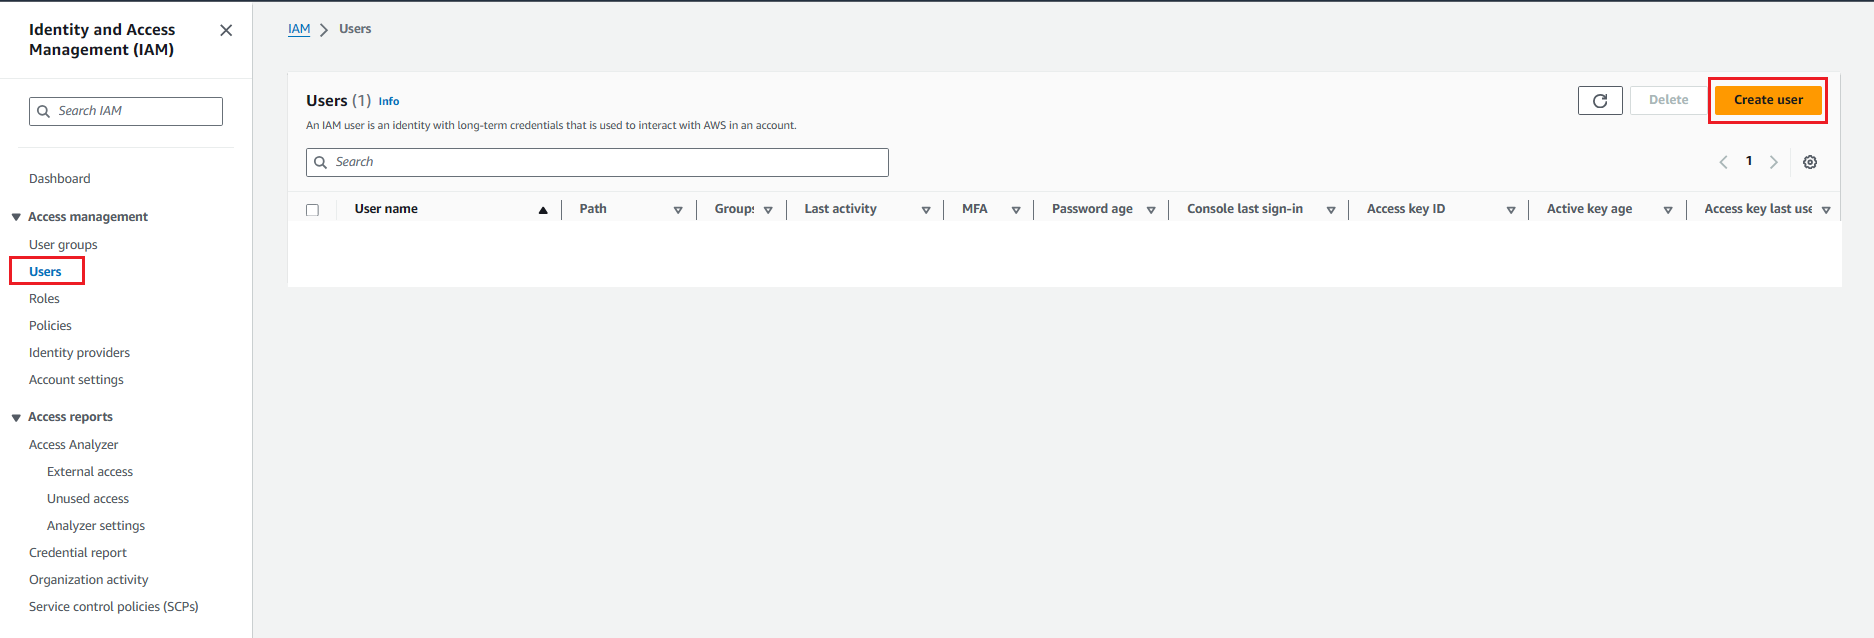 Identity and Access
Management (IAM)
Search IAM
Dashboard
Access management
User groups
Users
Roles
Policies
Identity providers
Account settings
Access reports
Access Analyzer
External access
Unused access
Analyzer settings
Credential report
Organization activity
Service control policies (SCPs)
IAM > Users
Users (1) Info
Delete
Create user
An IAM user is an identity with long-term credentials that is used to interact with AWS in an account.
Search
1
User name Path Groups Last activity MFA Password age Console last sign-in Access key ID Active key age Access key last use